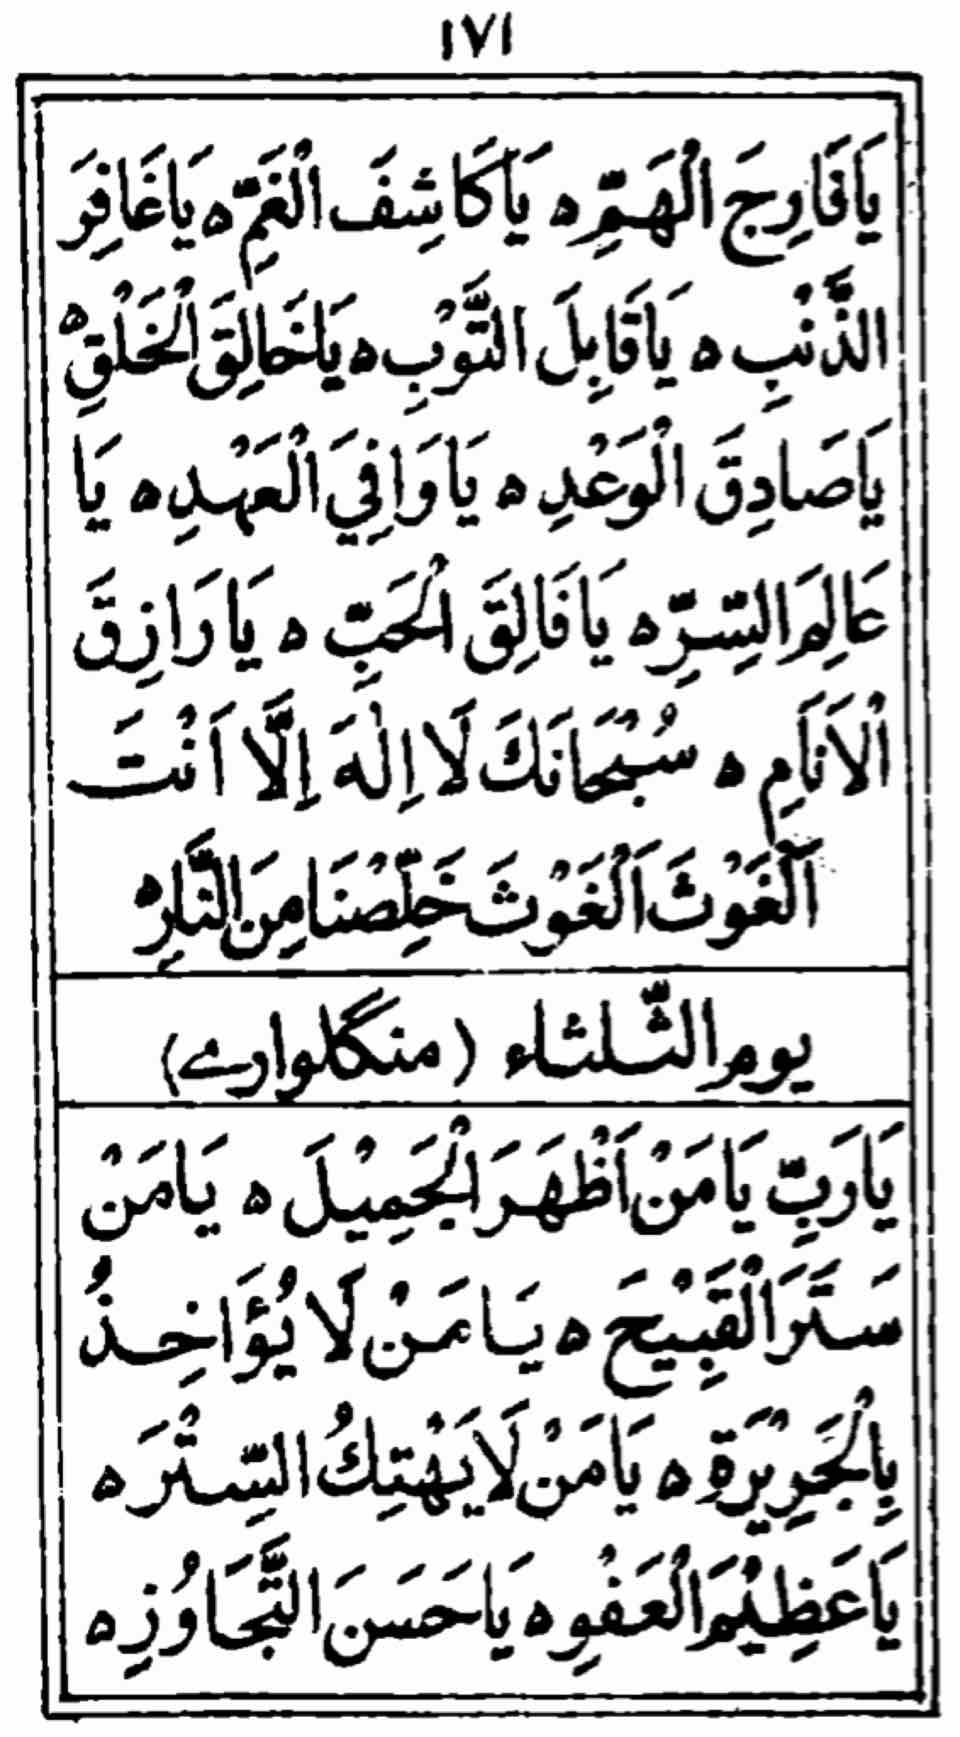 ١٧١
يَا فَارِجَ الْهَمِّ ه يَا كَاشِفَ الْغَمِّ ه يَا غَافِرَ
الذَّنْبِ ه يَا قَابِلَ التَّوْبِ ه يَا خَالِقَ الْخَلْقِ ه
يَا صَادِقَ الْوَعْدِ ه يَا وَافِيَ الْعَهْدِ ه يَا
عَالِمَ السِّرِّ ه يَا فَالِقَ الْحَبِّ ه يَا رَازِقَ
الْاَنَامِ ه سُبْحَانَكَ لَا اِلٰهَ اِلَّا اَنْتَ
اَلْغَوْثَ اَلْغَوْثَ خَلِّصْنَا مِنَ النَّارِ ه
يوم الثّلثاء (منگلوارے)
يَا رَبِّ يَا مَنْ اَظْهَرَ الْجَمِيْلَ ه يَا مَنْ
سَتَرَ الْقَبِيْحَ ه يَا مَنْ لَا يُؤَاخِذُ
بِالْجَرِيْرَةِ ه يَا مَنْ لَا يَهْتِكُ السِّتْرَ ه
يَا عَظِيْمَ الْعَفْوِ ه يَا حَسَنَ التَّجَاوُزِ ه